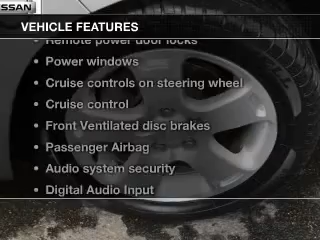 SSAN
VEHICLE FEATURES
• Remote power door locks
• Power windows
• Cruise controls on steering wheel
• Cruise control
• Front Ventilated disc brakes
• Passenger Airbag
• Audio system security
• Digital Audio Input